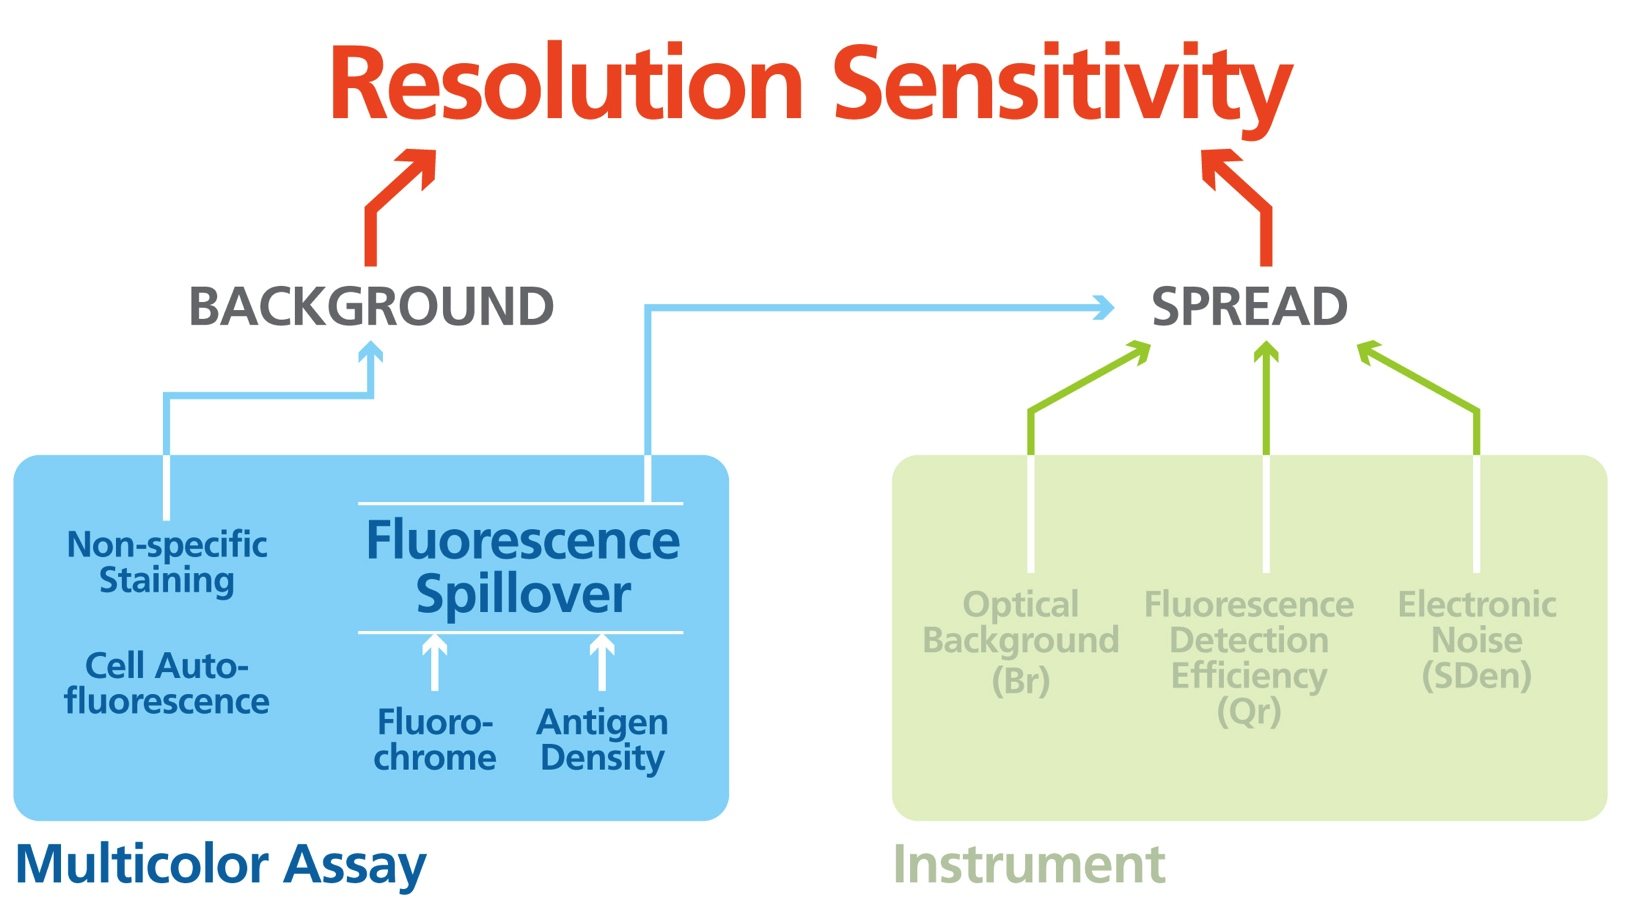 Resolution Sensitivity
BACKGROUND
SPREAD
Non-specific
Staining
Cell Auto-
fluorescence
Fluorescence
Spillover
Fluoro-
chrome
Antigen
Density
Multicolor Assay
Optical
Background
(Br)
Fluorescence
Detection
Efficiency
(Qr)
Electronic
Noise
(SDen)
Instrument